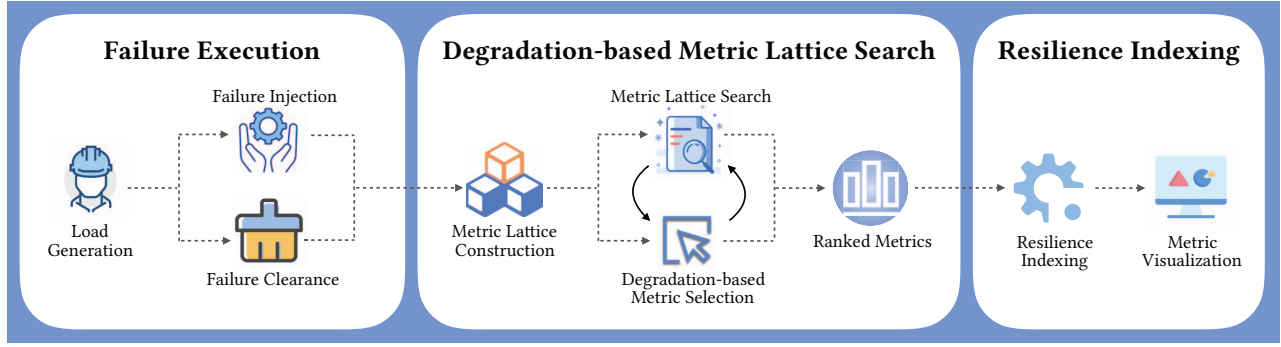 Failure Execution
Failure Injection
Load
Generation
Failure Clearance
Degradation-based Metric Lattice Search
Metric Lattice Search
Metric Lattice
Construction
Degradation-based
Metric Selection
Ranked Metrics
Resilience Indexing
Resilience
Indexing
Metric
Visualization